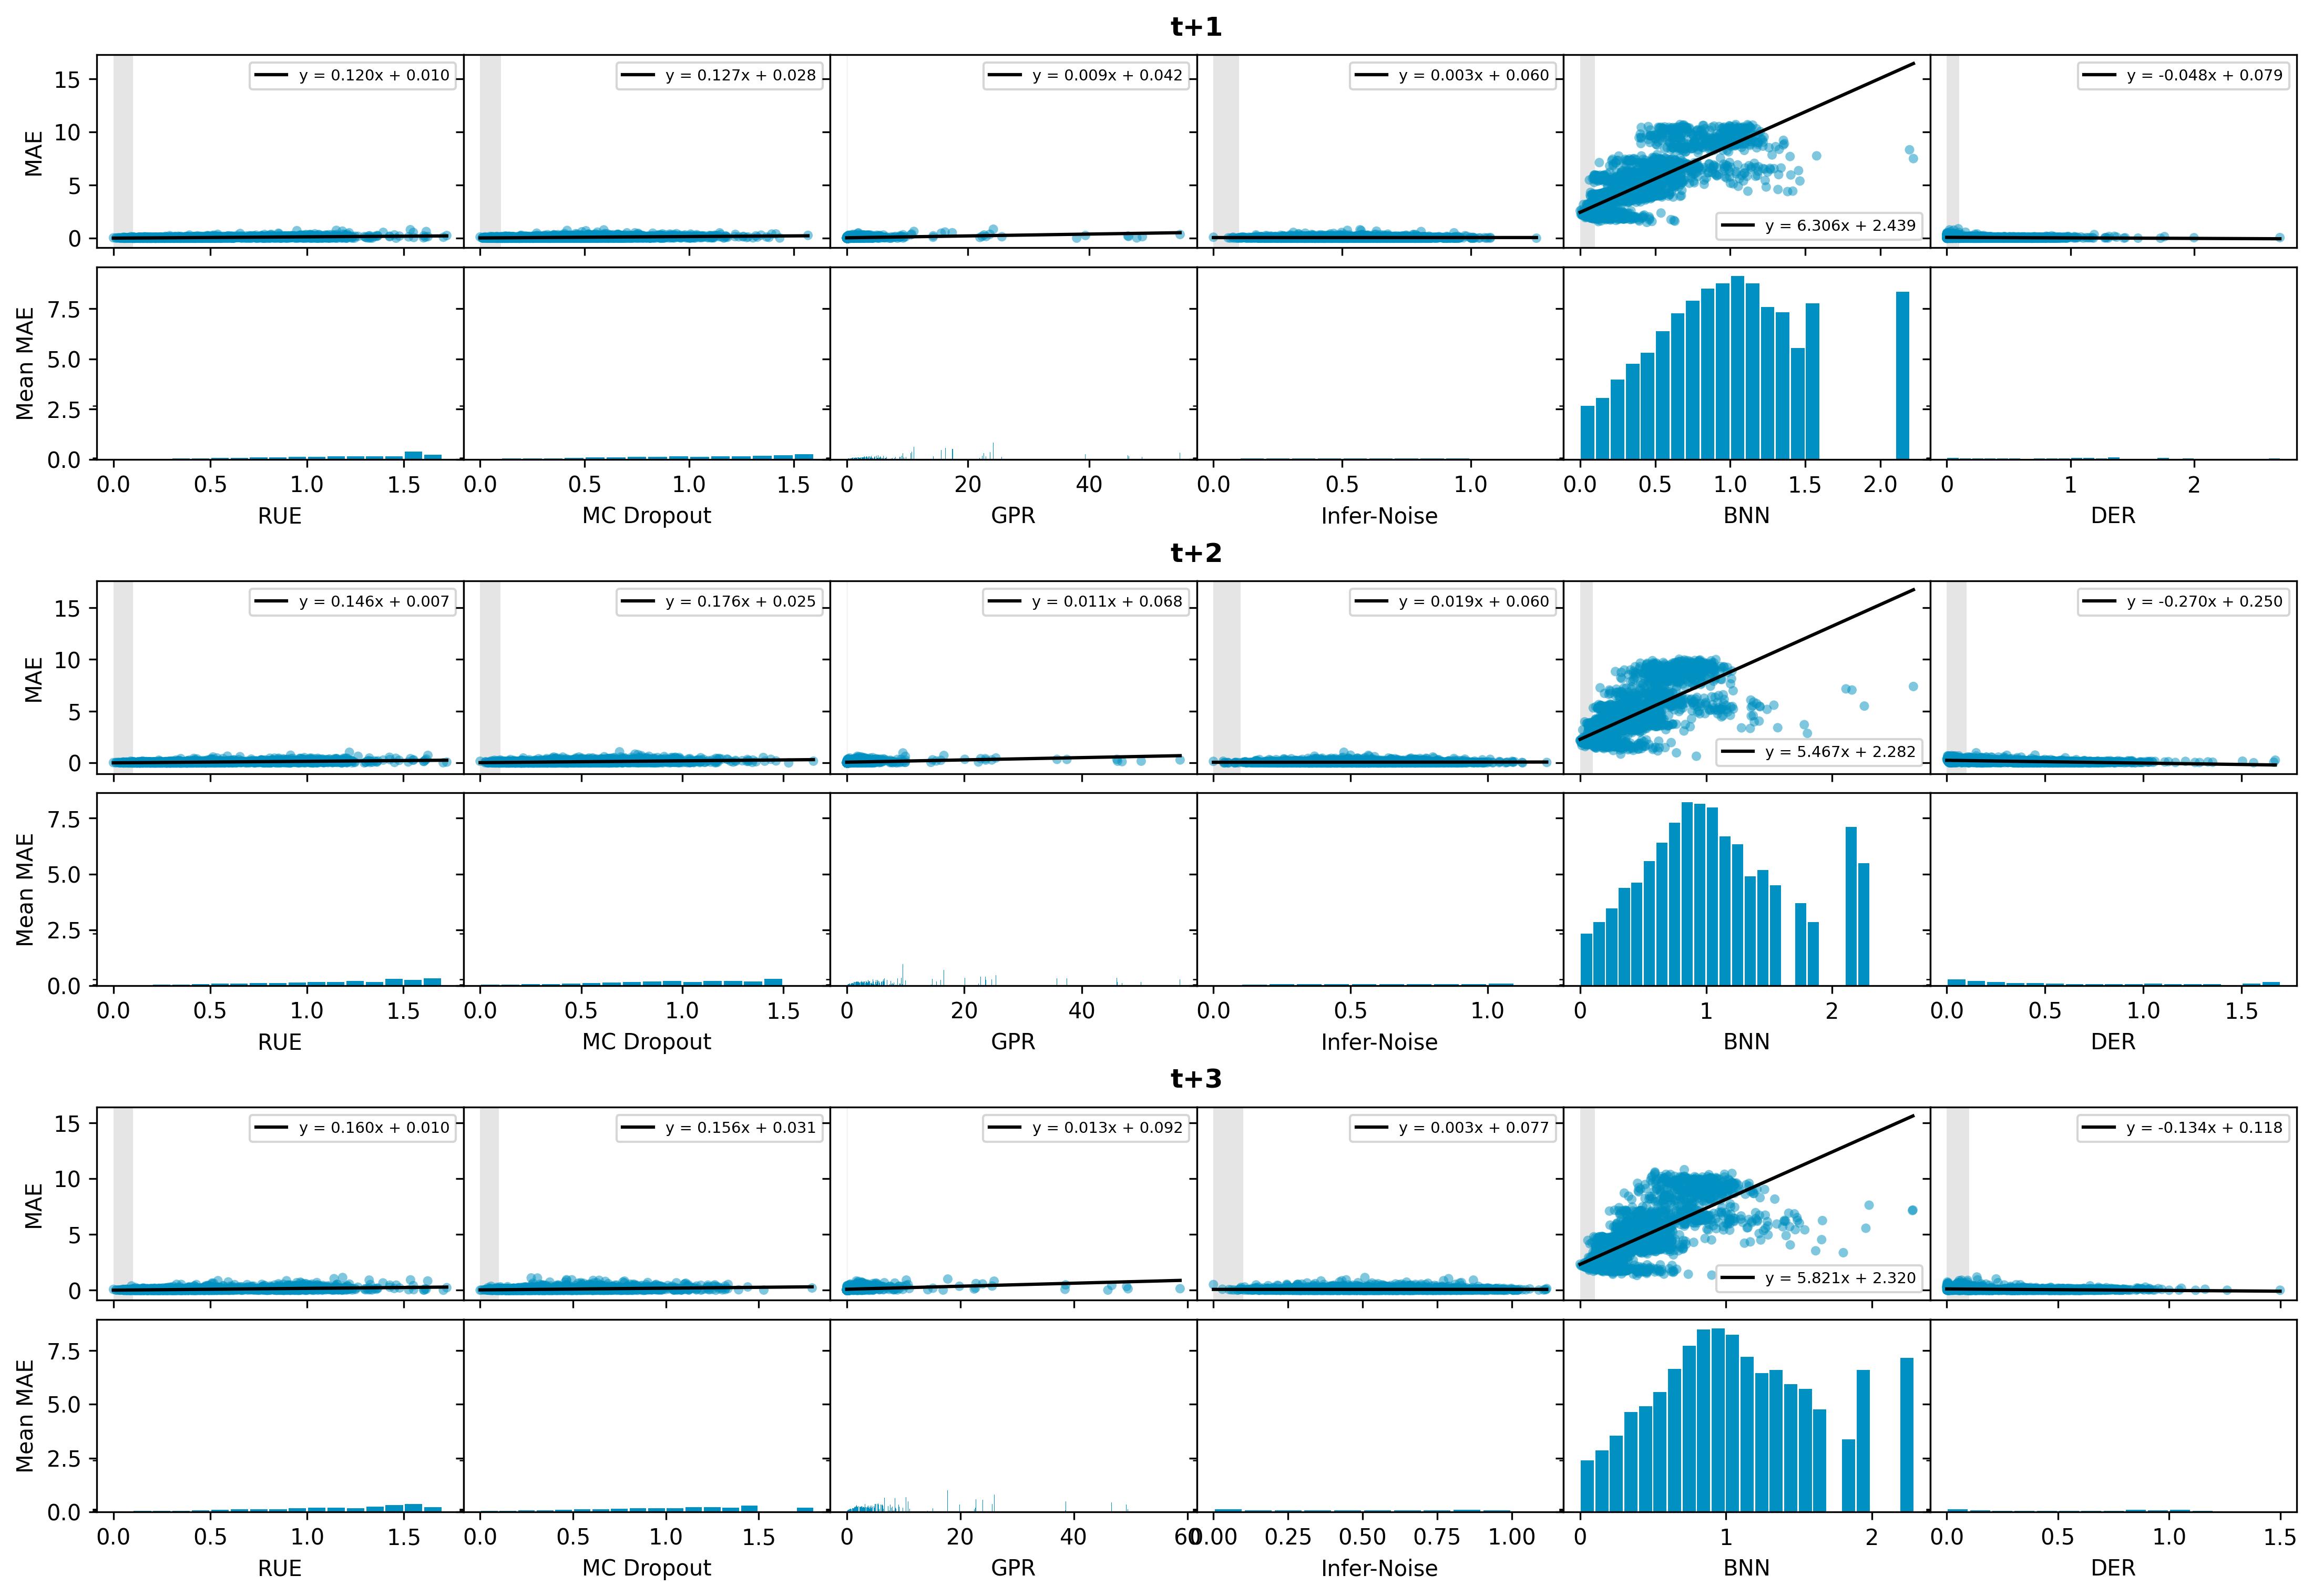 t+1
y = 0.120x + 0.010
y = 0.127x + 0.028
y = 0.009x + 0.042
y = 0.003x + 0.060
y = 6.306x + 2.439
y = -0.048x + 0.079
MAE
15
10
5
0
Mean MAE
7.5
5.0
2.5
0.0
0.0 0.5 1.0 1.5
0.0 0.5 1.0 1.5
0 20 40
0.0 0.5 1.0
0.0 0.5 1.0 1.5 2.0
0 1 2
RUE
MC Dropout
GPR
Infer-Noise
BNN
DER
t+2
y = 0.146x + 0.007
y = 0.176x + 0.025
y = 0.011x + 0.068
y = 0.019x + 0.060
y = 5.467x + 2.282
y = -0.270x + 0.250
MAE
15
10
5
0
Mean MAE
7.5
5.0
2.5
0.0
0.0 0.5 1.0 1.5
0.0 0.5 1.0 1.5
0 20 40
0.0 0.5 1.0
0 1 2
0.0 0.5 1.0 1.5
RUE
MC Dropout
GPR
Infer-Noise
BNN
DER
t+3
y = 0.160x + 0.010
y = 0.156x + 0.031
y = 0.013x + 0.092
y = 0.003x + 0.077
y = 5.821x + 2.320
y = -0.134x + 0.118
MAE
15
10
5
0
Mean MAE
7.5
5.0
2.5
0.0
0.0 0.5 1.0 1.5
0.0 0.5 1.0 1.5
0 20 40 60
0.00 0.25 0.50 0.75 1.00
0 1 2
0.0 0.5 1.0 1.5
RUE
MC Dropout
GPR
Infer-Noise
BNN
DER